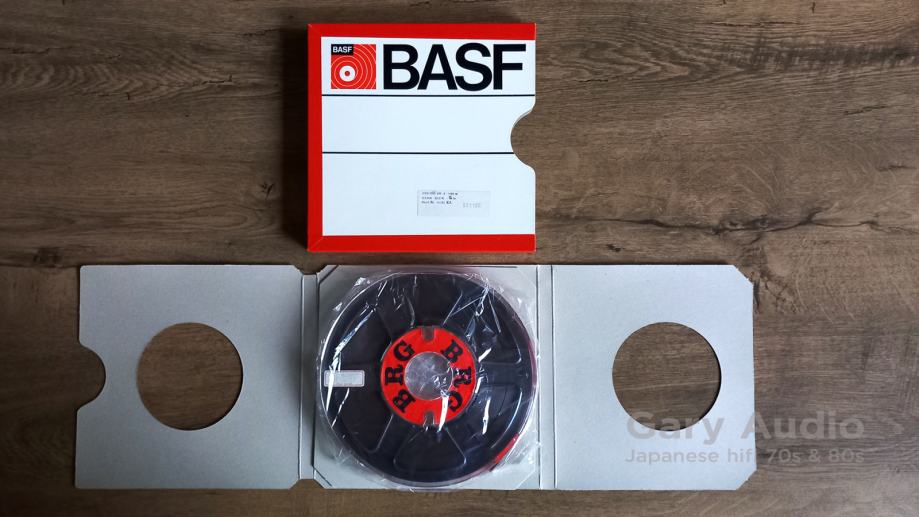 BASF
BASF
BRG
BRG
Gary Audio
Japanese hifi 70s & 80s